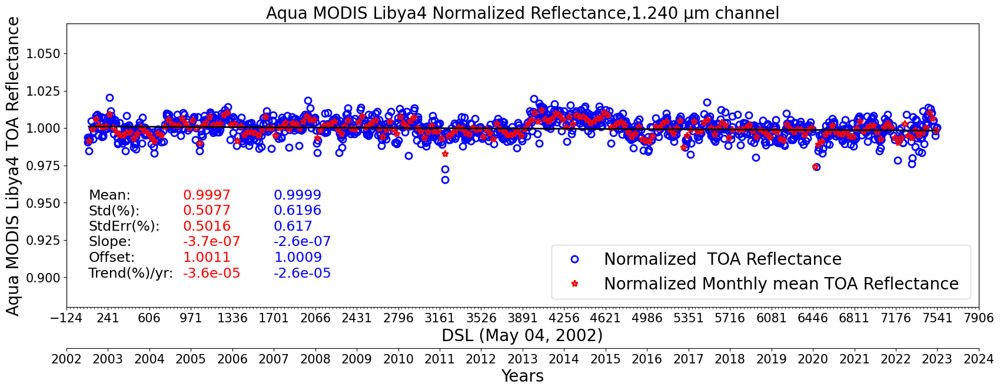 Aqua MODIS Libya4 Normalized Reflectance,1.240 μm channel
Aqua MODIS Libya4 TOA Reflectance
1.050
1.025
1.000
0.975
0.950
0.925
0.900
Mean: 0.9997 0.9999
Std(%): 0.5077 0.6196
StdErr(%): 0.5016 0.617
Slope: -3.7e-07 -2.6e-07
Offset: 1.0011 1.0009
Trend(%)/yr: -3.6e-05 -2.6e-05
Normalized  TOA Reflectance
Normalized Monthly mean TOA Reflectance
−124 241 606 971 1336 1701 2066 2431 2796 3161 3526 3891 4256 4621 4986 5351 5716 6081 6446 6811 7176 7541 7906
DSL (May 04, 2002)
2002 2003 2004 2005 2006 2007 2008 2009 2010 2011 2012 2013 2014 2015 2016 2017 2018 2019 2020 2021 2022 2023 2024
Years